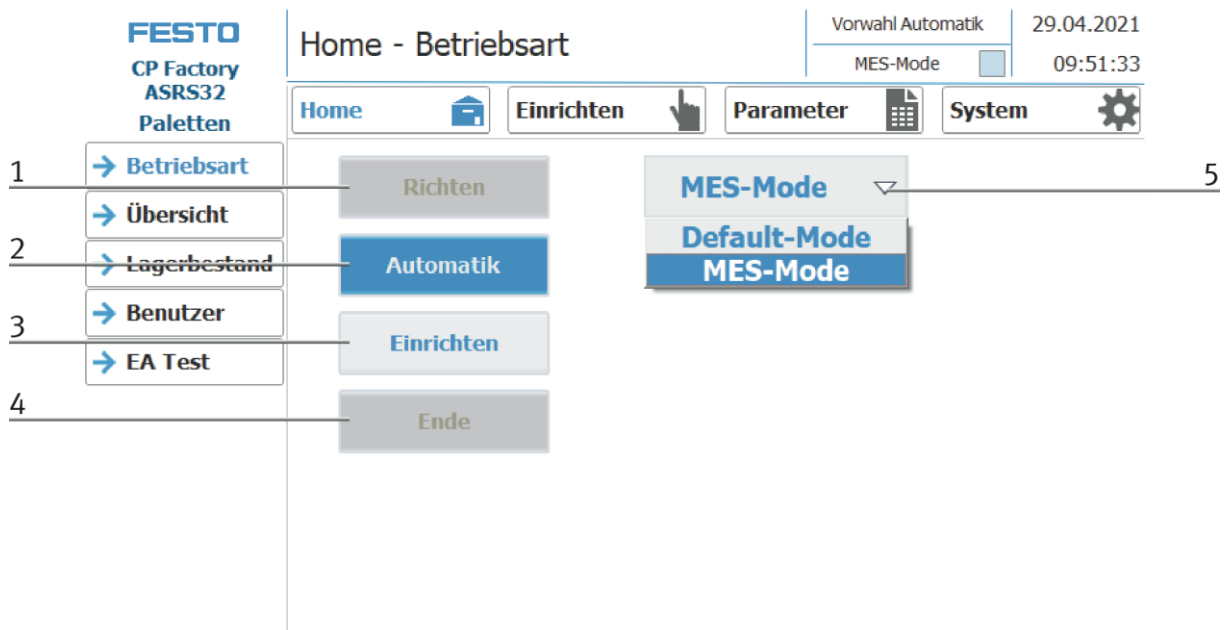 FESTO
CP Factory
ASRS32
Paletten
Home - Betriebsart
Vorwahl Automatik
29.04.2021
MES-Mode
09:51:33
Home
Einrichten
Parameter
System
1
Betriebsart
Übersicht
2
Lagerbestand
Benutzer
3
EA Test
4
Richten
Automatik
Einrichten
Ende
MES-Mode
5
Default-Mode
MES-Mode